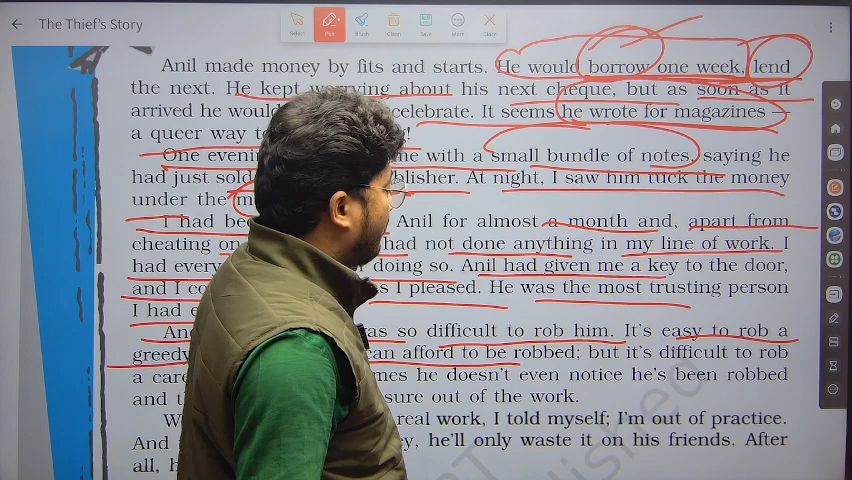 The Thief's Story
Select
Pen
Brush
Clean
Save
More
Close
Anil made money by fits and starts. He would borrow one week, lend
the next. He kept worrying about his next cheque, but as soon as it
arrived he would celebrate. It seems he wrote for magazines —
a queer way to
One evening me with a small bundle of notes, saying he
had just sold blisher. At night, I saw him tuck the money
under the
I had Anil for almost a month and, apart from
cheating on had not done anything in my line of work. I
had every doing so. Anil had given me a key to the door,
and I as I pleased. He was the most trusting person
I had
And was so difficult to rob him. It's easy to rob a
greedy can afford to be robbed; but it's difficult to rob
a care mes he doesn't even notice he's been robbed
and sure out of the work.
real work, I told myself; I'm out of practice.
And he'll only waste it on his friends. After
all,